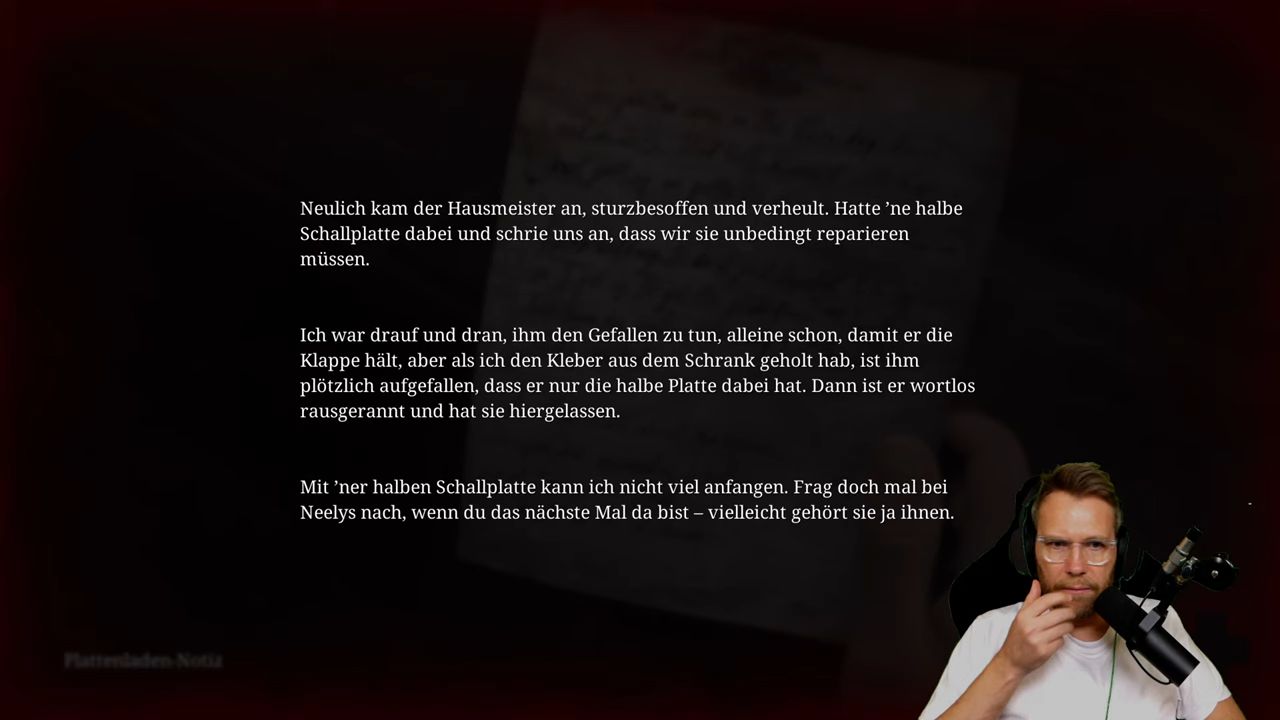 Neulich kam der Hausmeister an, sturzbesoffen und verheult. Hatte ’ne halbe
Schallplatte dabei und schrie uns an, dass wir sie unbedingt reparieren
müssen.
Ich war drauf und dran, ihm den Gefallen zu tun, alleine schon, damit er die
Klappe hält, aber als ich den Kleber aus dem Schrank geholt hab, ist ihm
plötzlich aufgefallen, dass er nur die halbe Platte dabei hat. Dann ist er wortlos
rausgerannt und hat sie hiergelassen.
Mit ’ner halben Schallplatte kann ich nicht viel anfangen. Frag doch mal bei
Neelys nach, wenn du das nächste Mal da bist – vielleicht gehört sie ja ihnen.
Plattenladen-Notiz